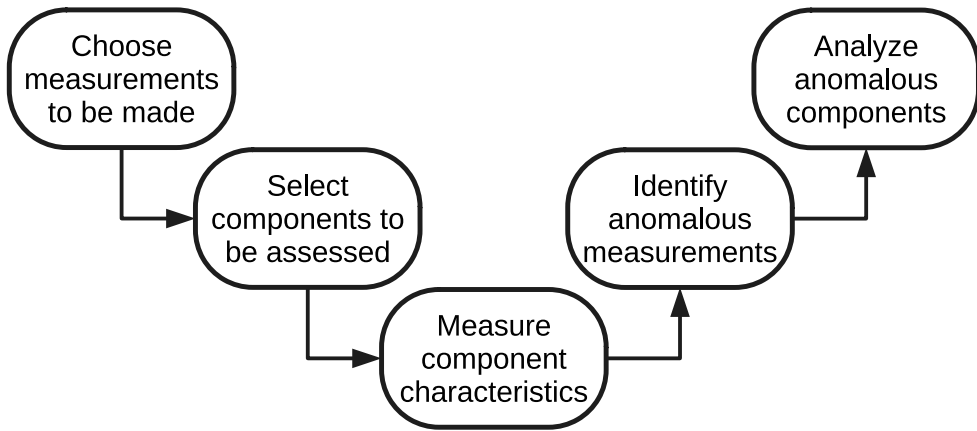 Choose
measurements
to be made
Select
components to
be assessed
Measure
component
characteristics
Identify
anomalous
measurements
Analyze
anomalous
components